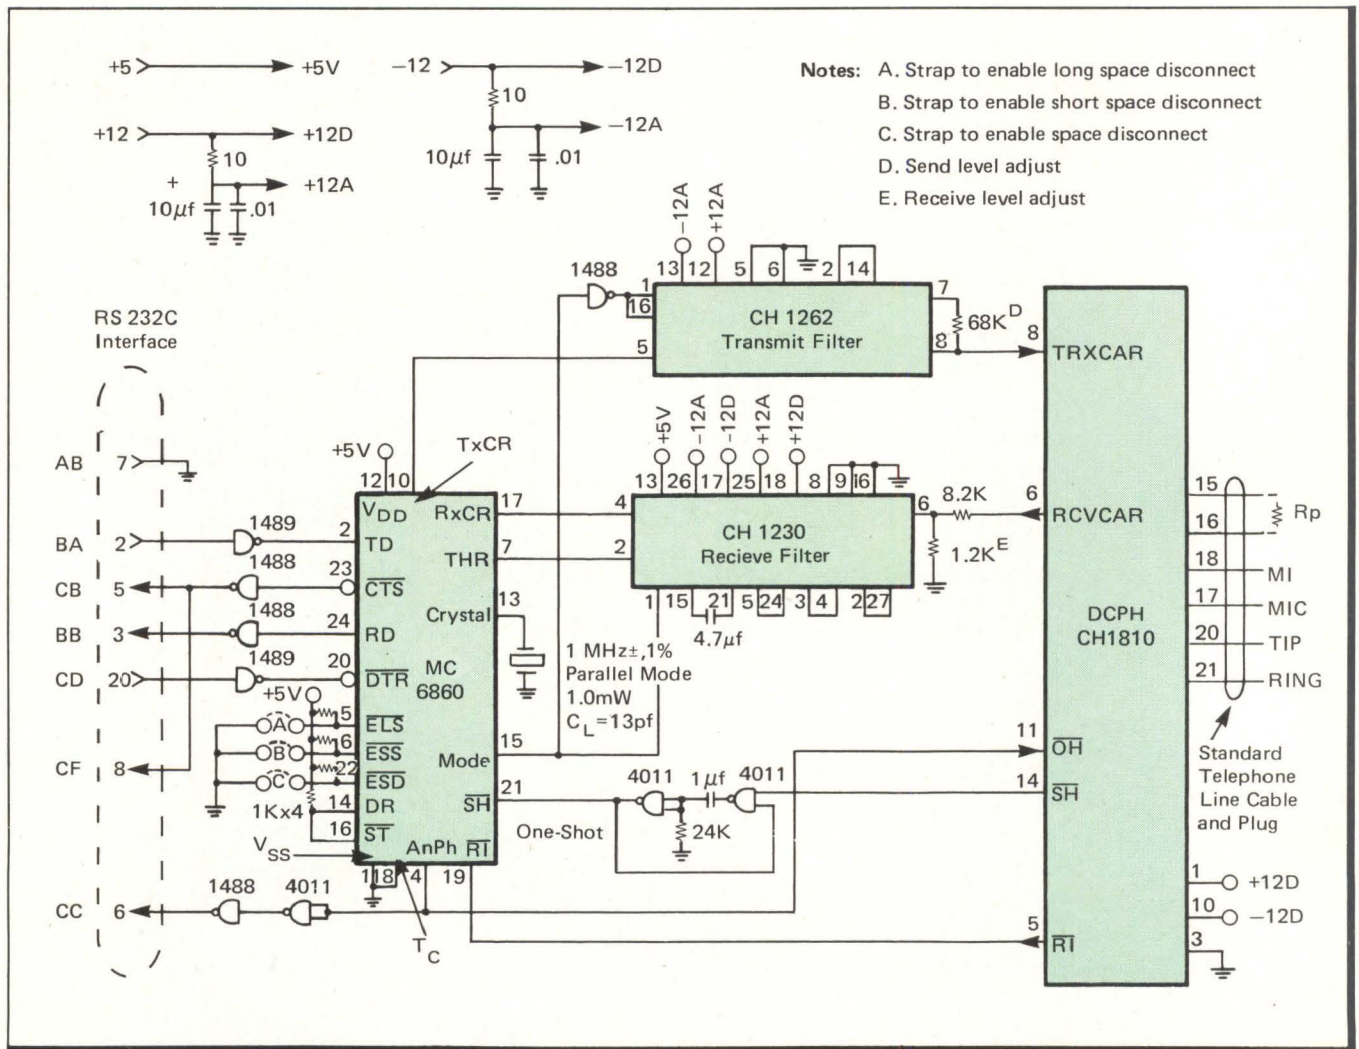 +5
+5V
-12
-12D
10
-12A
10µf
.01
+12
+12D
10
+12A
+
10µf
.01
Notes: A. Strap to enable long space disconnect
B. Strap to enable short space disconnect
C. Strap to enable space disconnect
D. Send level adjust
E. Receive level adjust
-12A
+12A
13
12
5
6
2
14
1488
1
16
5
CH 1262
Transmit Filter
7
8
68K D
RS 232C
Interface
AB 7
BA 2
CB 5
BB 3
CD 20
CF 8
CC 6
1489
1488
1488
1489
+5V
TxCR
12 10
VDD
2
TD
23
CTS
24
RD
20
DTR
+5V
A
5
ELS
B
6
ESS
C
22
ESD
1Kx4
14
DR
16
ST
VSS
1
18
4
19
TC
AnPh
RI
MC
6860
RxCR
17
THR
7
Crystal
13
Mode
15
SH
21
1 MHz±,1%
Parallel Mode
1.0mW
CL=13pf
+5V
-12A
-12D
+12A
+12D
13
26
17
25
18
8
9
i6
4
2
CH 1230
Recieve Filter
6
8.2K
1.2K E
1
15
21
5
24
3
4
2
27
4.7µf
One-Shot
4011
1µf
4011
24K
1488
4011
8
TRXCAR
6
RCVCAR
DCPH
CH1810
11
OH
14
SH
5
RI
15
16
Rp
18
MI
17
MIC
20
TIP
21
RING
Standard
Telephone
Line Cable
and Plug
1
+12D
10
-12D
3